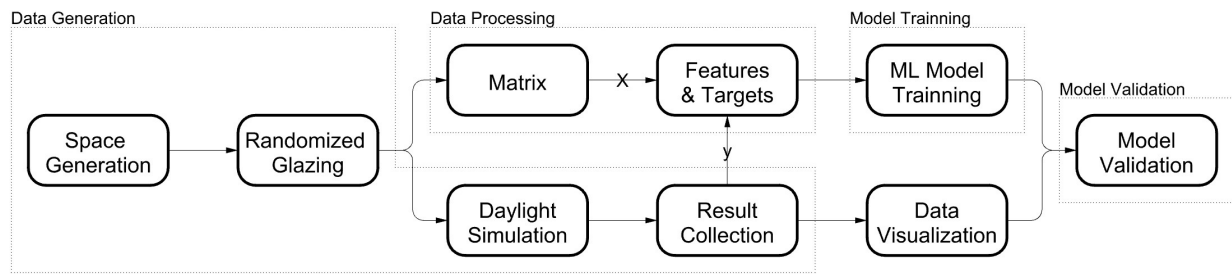 Data Generation
Data Processing
Model Trainning
Matrix
X
Features
& Targets
ML Model
Trainning
Model Validation
Space
Generation
Randomized
Glazing
y
Model
Validation
Daylight
Simulation
Result
Collection
Data
Visualization